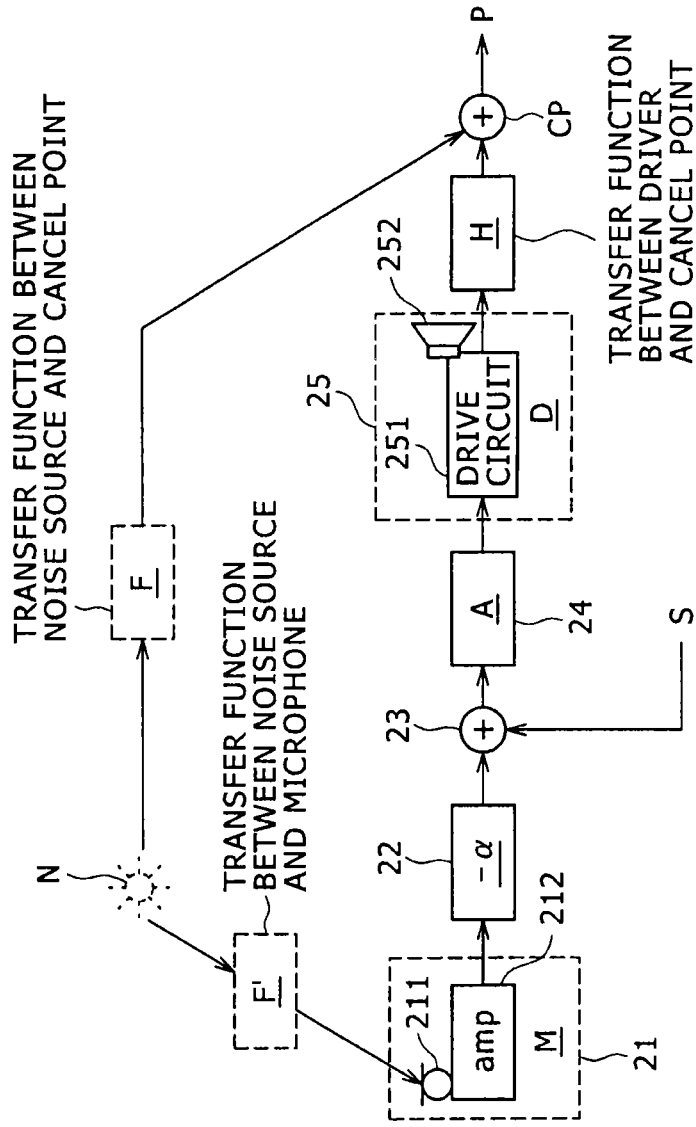 TRANSFER FUNCTION BETWEEN
NOISE SOURCE AND CANCEL POINT
N
F
TRANSFER FUNCTION
BETWEEN NOISE SOURCE
AND MICROPHONE
F'
P
CP
25
251
252
211
212
22
23
amp
-α
+
A
DRIVE
CIRCUIT
H
+
M
D
21
24
S
TRANSFER FUNCTION
BETWEEN DRIVER
AND CANCEL POINT